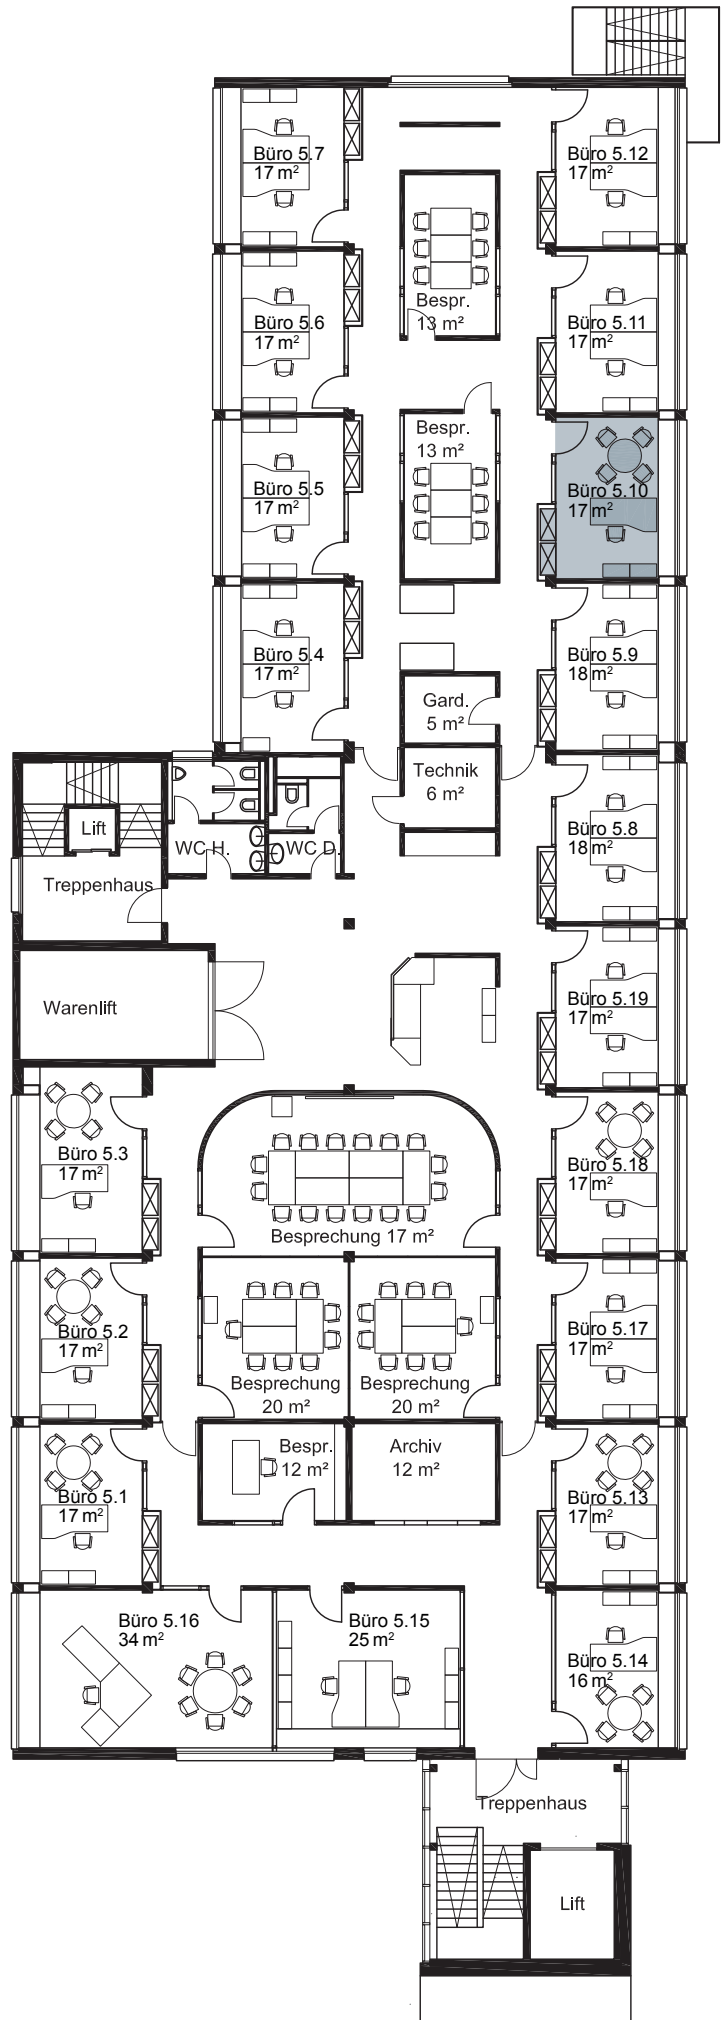 Büro 5.7
17 m²
Büro 5.12
17 m²
Bespr.
13 m²
Büro 5.6
17 m²
Büro 5.11
17 m²
Bespr.
13 m²
Büro 5.5
17 m²
Büro 5.10
17 m²
Büro 5.4
17 m²
Büro 5.9
18 m²
Gard.
5 m²
Technik
6 m²
Lift
WC H.
WC D.
Büro 5.8
18 m²
Treppenhaus
Warenlift
Büro 5.19
17 m²
Büro 5.3
17 m²
Büro 5.18
17 m²
Besprechung 17 m²
Büro 5.2
17 m²
Büro 5.17
17 m²
Besprechung
20 m²
Besprechung
20 m²
Bespr.
12 m²
Archiv
12 m²
Büro 5.1
17 m²
Büro 5.13
17 m²
Büro 5.16
34 m²
Büro 5.15
25 m²
Büro 5.14
16 m²
Treppenhaus
Lift